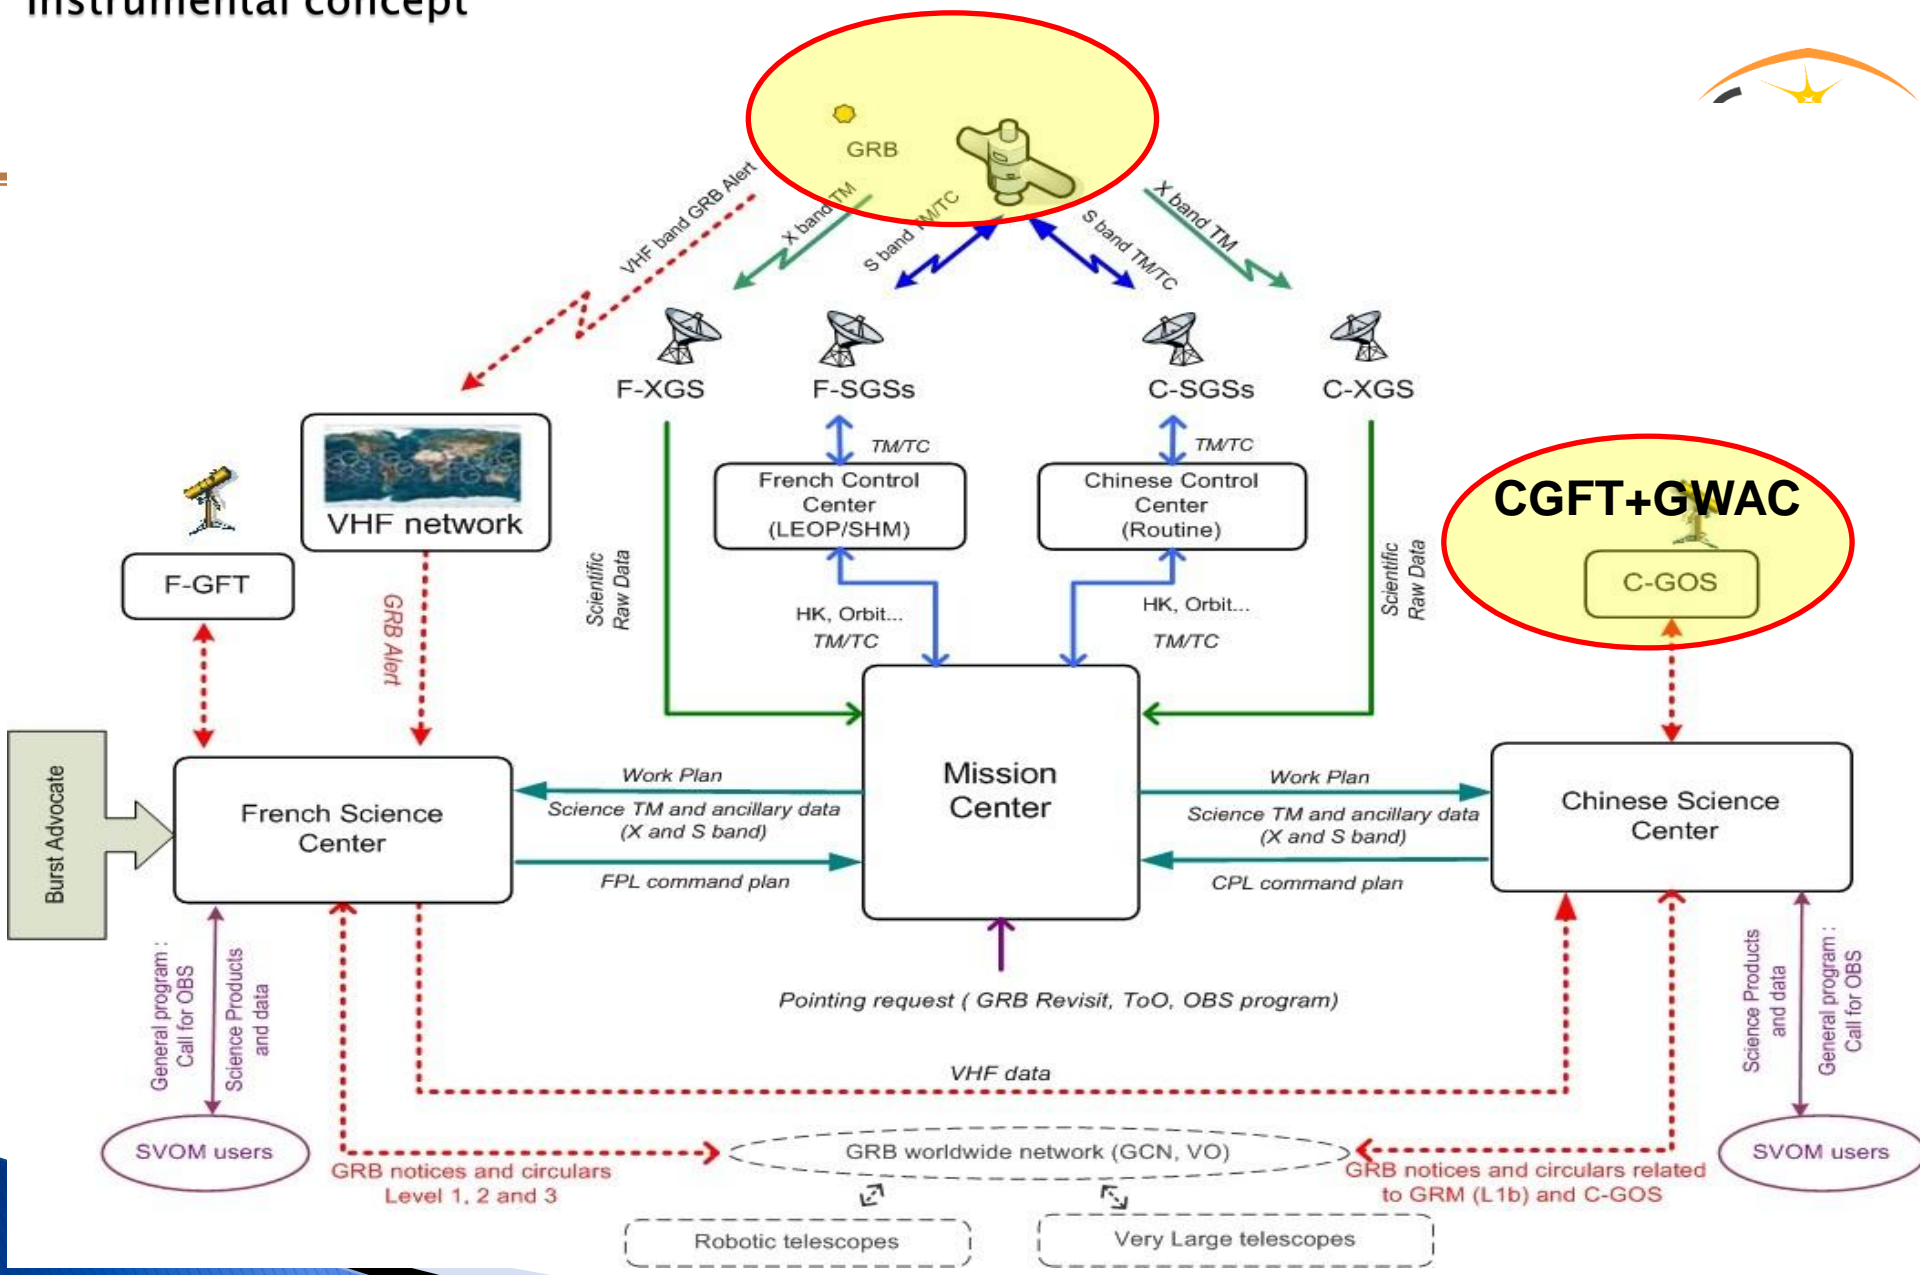 Instrumental concept
GRB
VHF band GRB Alert
X band TM
S band TM/TC
S band TM/TC
X band TM
F-XGS
F-SGSs
C-SGSs
C-XGS
TM/TC
TM/TC
VHF network
French Control
Center
(LEOP/SHM)
Chinese Control
Center
(Routine)
CGFT+GWAC
F-GFT
C-GOS
GRB Alert
Scientific
Raw Data
HK, Orbit...
TM/TC
HK, Orbit...
TM/TC
Scientific
Raw Data
Burst Advocate
French Science
Center
Work Plan
Science TM and ancillary data
(X and S band)
FPL command plan
Mission
Center
Work Plan
Science TM and ancillary data
(X and S band)
CPL command plan
Chinese Science
Center
General program :
Call for OBS
Science Products
and data
Pointing request ( GRB Revisit, ToO, OBS program)
Science Products
and data
General program :
Call for OBS
VHF data
SVOM users
GRB notices and circulars
Level 1, 2 and 3
GRB worldwide network (GCN, VO)
GRB notices and circulars related
to GRM (L1b) and C-GOS
SVOM users
Robotic telescopes
Very Large telescopes